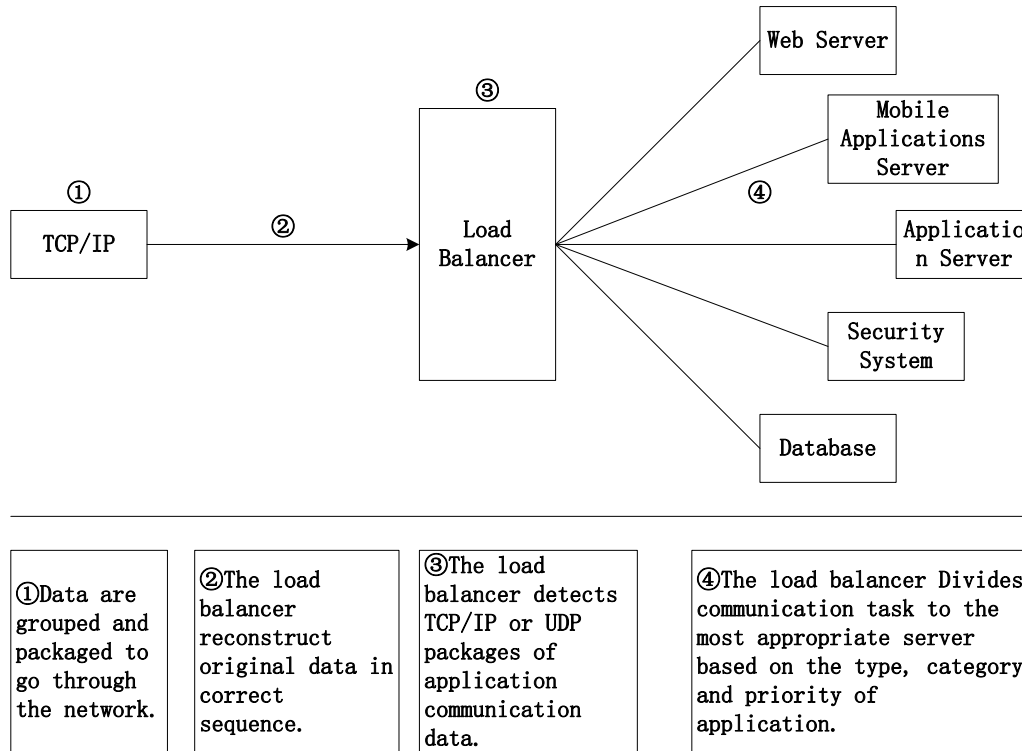 Web Server
③
Mobile
Applications
Server
①
②
④
TCP/IP
Load
Balancer
Applicatio
n Server
Security
System
Database
①Data are
grouped and
packaged to
go through
the network.
②The load
balancer
reconstruct
original data in
correct
sequence.
③The load
balancer detects
TCP/IP or UDP
packages of
application
communication
data.
④The load balancer Divides
communication task to the
most appropriate server
based on the type, category
and priority of
application.